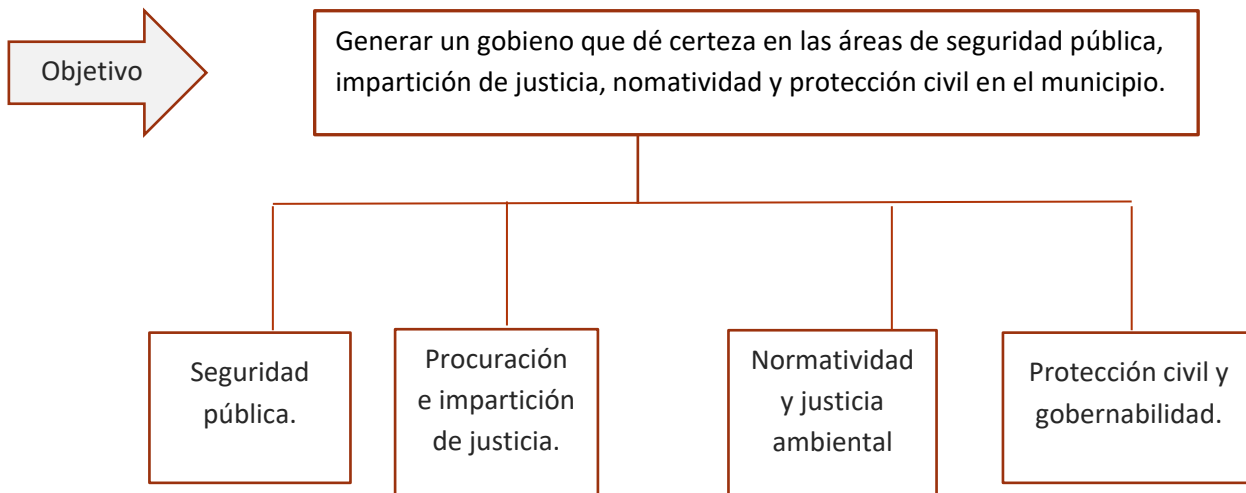 Objetivo
Generar un gobieno que dé certeza en las áreas de seguridad pública,
impartición de justicia, nomatividad y protección civil en el municipio.
Seguridad
pública.
Procuración
e impartición
de justicia.
Normatividad
y justicia
ambiental
Protección civil y
gobernabilidad.